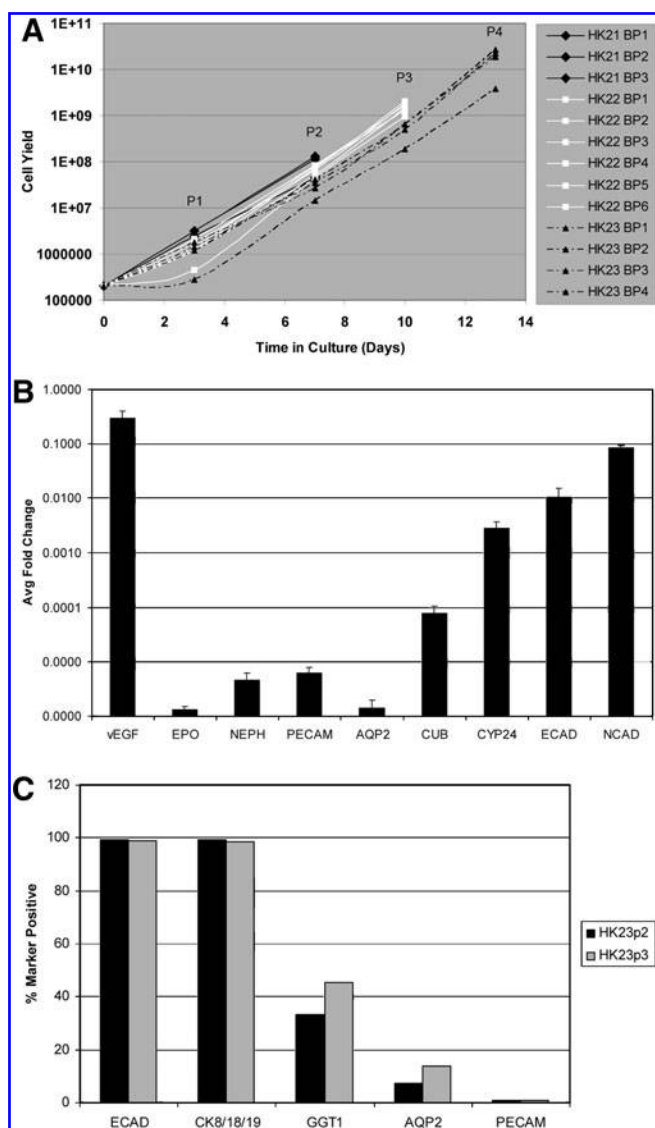 A
1E+11
1E+10
1E+09
1E+08
1E+07
1000000
100000
Cell Yield
P1
P2
P3
P4
0 2 4 6 8 10 12 14
Time in Culture (Days)
HK21 BP1
HK21 BP2
HK21 BP3
HK22 BP1
HK22 BP2
HK22 BP3
HK22 BP4
HK22 BP5
HK22 BP6
HK23 BP1
HK23 BP2
HK23 BP3
HK23 BP4
B
1.0000
0.1000
0.0100
0.0010
0.0001
0.0000
0.0000
Avg Fold Change
vEGF EPO NEPH PECAM AQP2 CUB CYP24 ECAD NCAD
C
120
100
80
60
40
20
0
% Marker Positive
ECAD CK8/18/19 GGT1 AQP2 PECAM
HK23p2
HK23p3